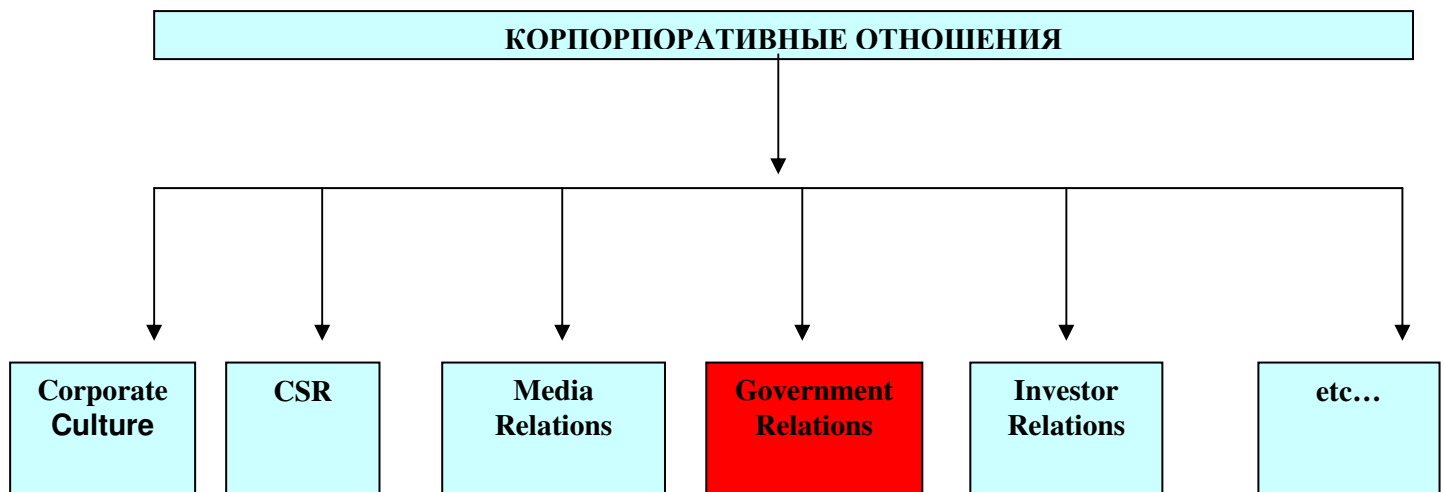 КОРПОРПОРАТИВНЫЕ ОТНОШЕНИЯ
Corporate
Culture
CSR
Media
Relations
Government
Relations
Investor
Relations
etc…